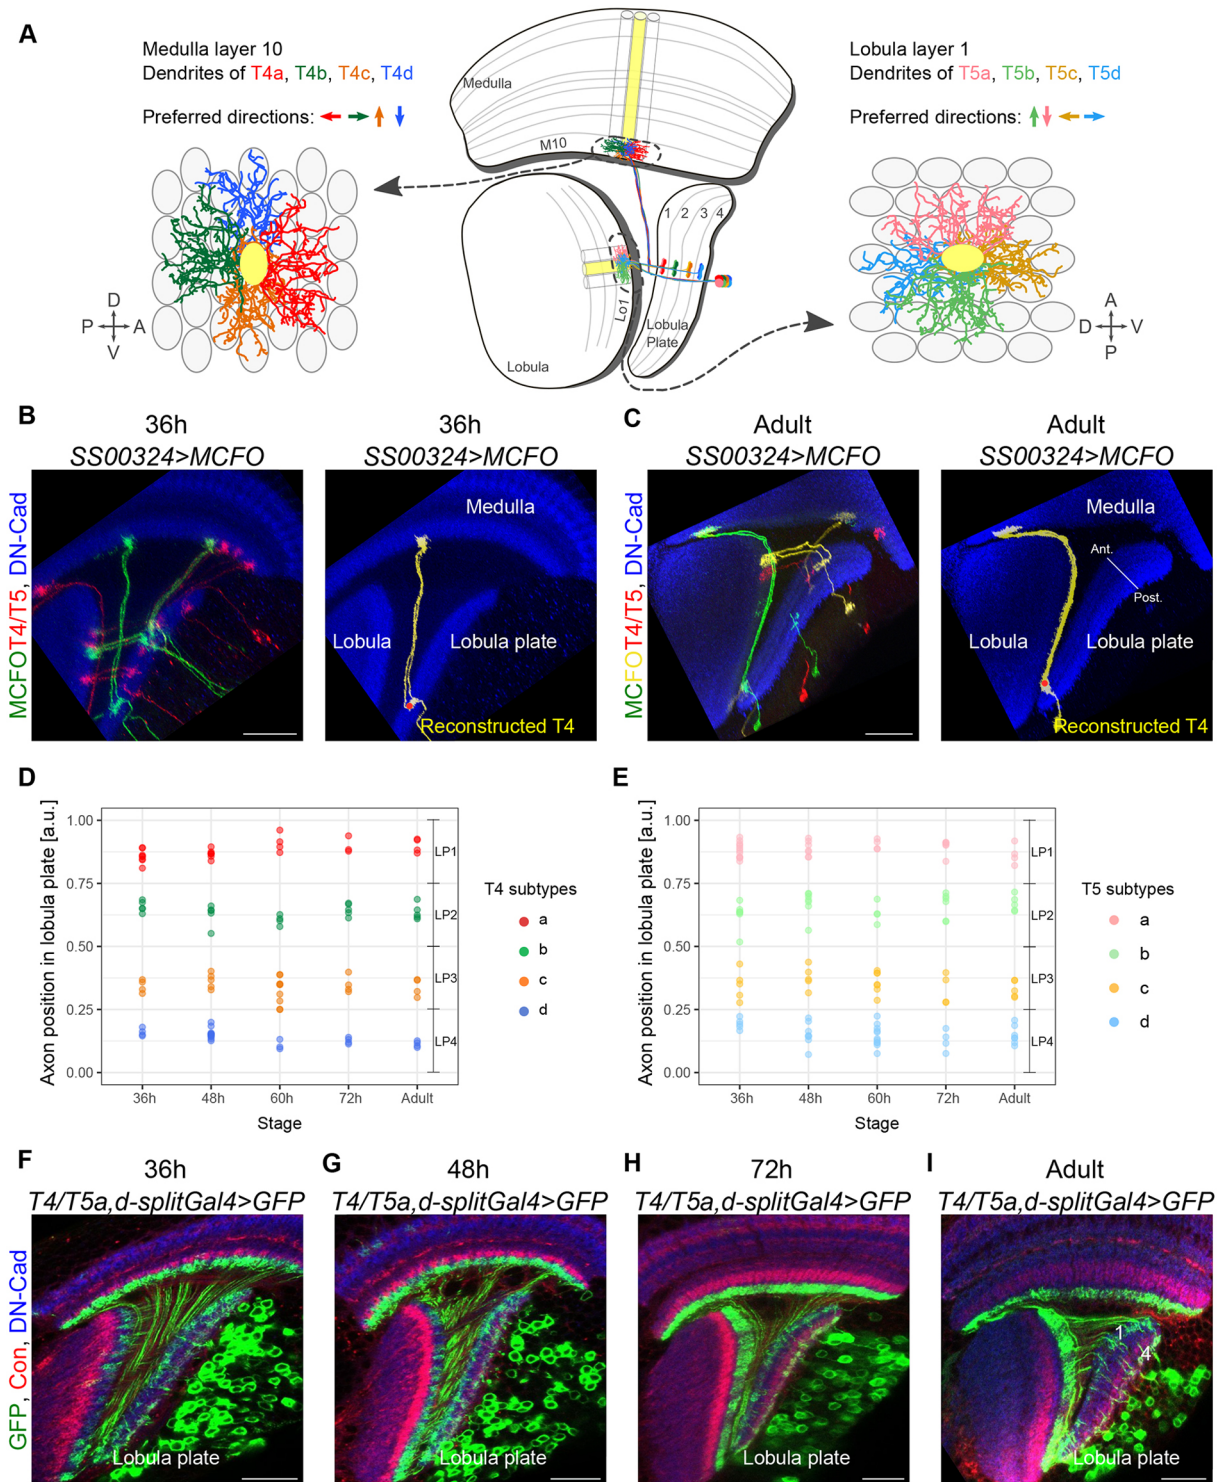 A
Medulla layer 10
Dendrites of T4a, T4b, T4c, T4d
Preferred directions:
D
P A
V
Medulla
M10
1 2 3 4
Lo1
Lobula
Plate
Lobula
Lobula layer 1
Dendrites of T5a, T5b, T5c, T5d
Preferred directions:
A
D V
P
B
36h
SS00324>MCFO
36h
SS00324>MCFO
MCFOT4/T5, DN-Cad
Medulla
Lobula
Lobula plate
Reconstructed T4
C
Adult
SS00324>MCFO
Adult
SS00324>MCFO
MCFOT4/T5, DN-Cad
Medulla
Ant.
Post.
Lobula
Lobula plate
Reconstructed T4
D
Axon position in lobula plate [a.u.]
1.00
0.75
0.50
0.25
0.00
LP1
LP2
LP3
LP4
36h 48h 60h 72h Adult
Stage
T4 subtypes
a
b
c
d
E
Axon position in lobula plate [a.u.]
1.00
0.75
0.50
0.25
0.00
LP1
LP2
LP3
LP4
36h 48h 60h 72h Adult
Stage
T5 subtypes
a
b
c
d
F
36h
T4/T5a,d-splitGal4>GFP
GFP, Con, DN-Cad
Lobula plate
G
48h
T4/T5a,d-splitGal4>GFP
Lobula plate
H
72h
T4/T5a,d-splitGal4>GFP
Lobula plate
I
Adult
T4/T5a,d-splitGal4>GFP
1
4
Lobula plate